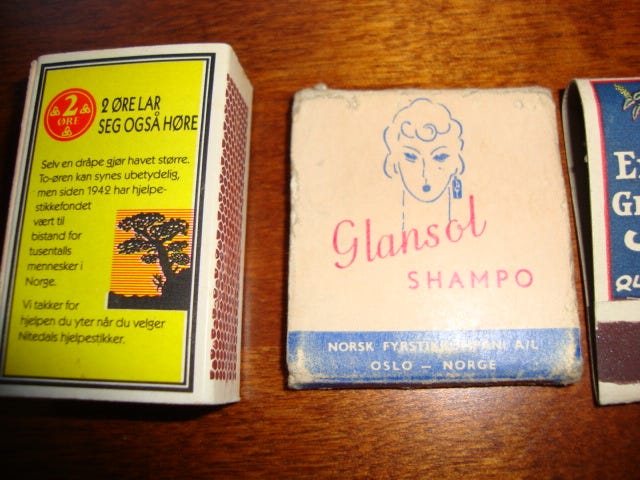 2
ØRE
2 ØRE LAR
SEG OGSÅ HØRE
Selv en dråpe gjør havet større.
To-øren kan synes ubetydelig,
men siden 1942 har hjelpe-
stikkefondet
vært til
bistand for
tusentalls
mennesker i
Norge.
Vi takker for
hjelpen du yter når du velger
Nitedals hjelpestikker.
Glansol
SHAMPO
NORSK
A/L
OSLO — NORGE